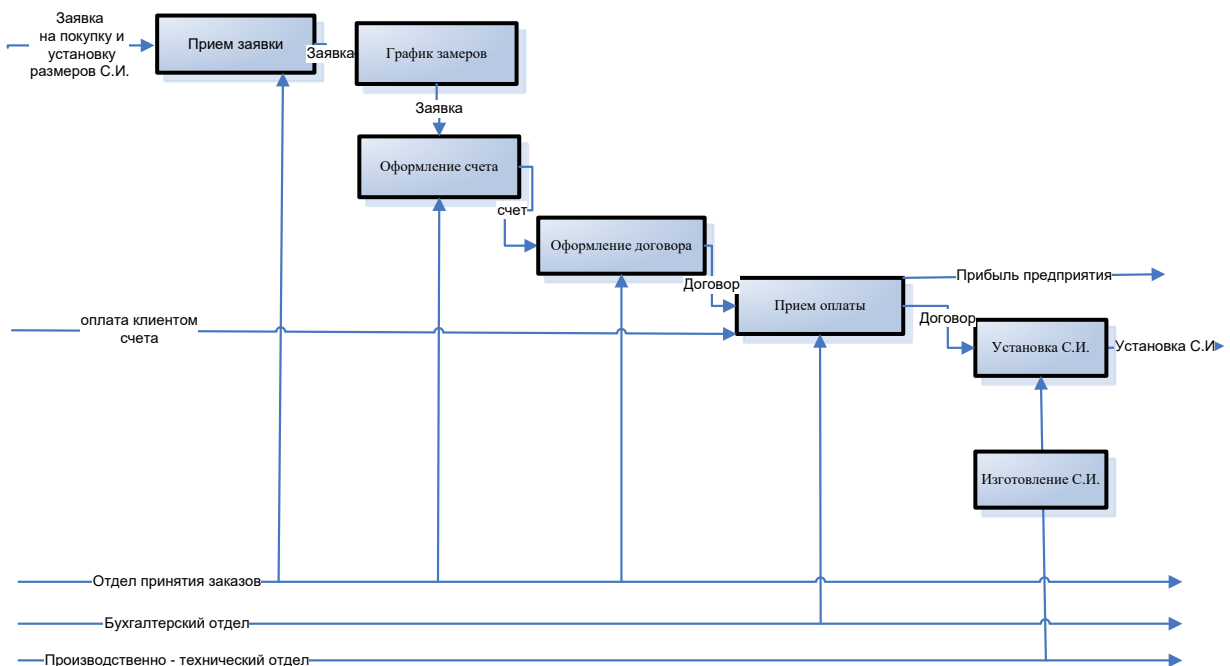 Заявка
на покупку и
установку
размеров С.И.
Прием заявки
Заявка
График замеров
Заявка
Оформление счета
счет
Оформление договора
Договор
Прием оплаты
Прибыль предприятия
оплата клиентом
счета
Договор
Установка С.И.
Установка С.И
Изготовление С.И.
Отдел принятия заказов
Бухгалтерский отдел
Производственно - технический отдел